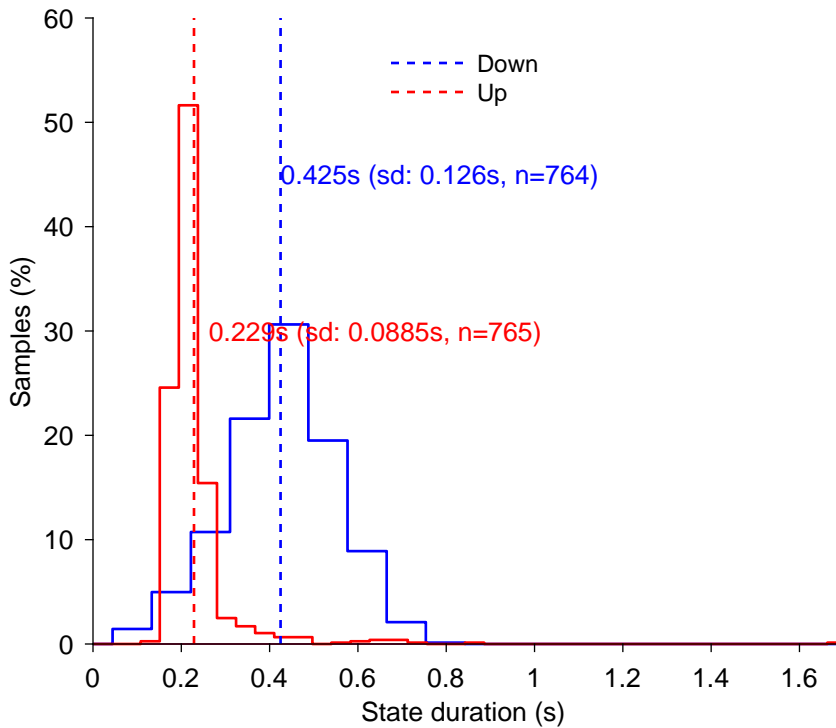 60
Down
Up
50
0.425s (sd: 0.126s, n=764)
40
0.229s (sd: 0.0885s, n=765)
30
Samples (%)
20
10
0
0 0.2 0.4 0.6 0.8 1 1.2 1.4 1.6
State duration (s)